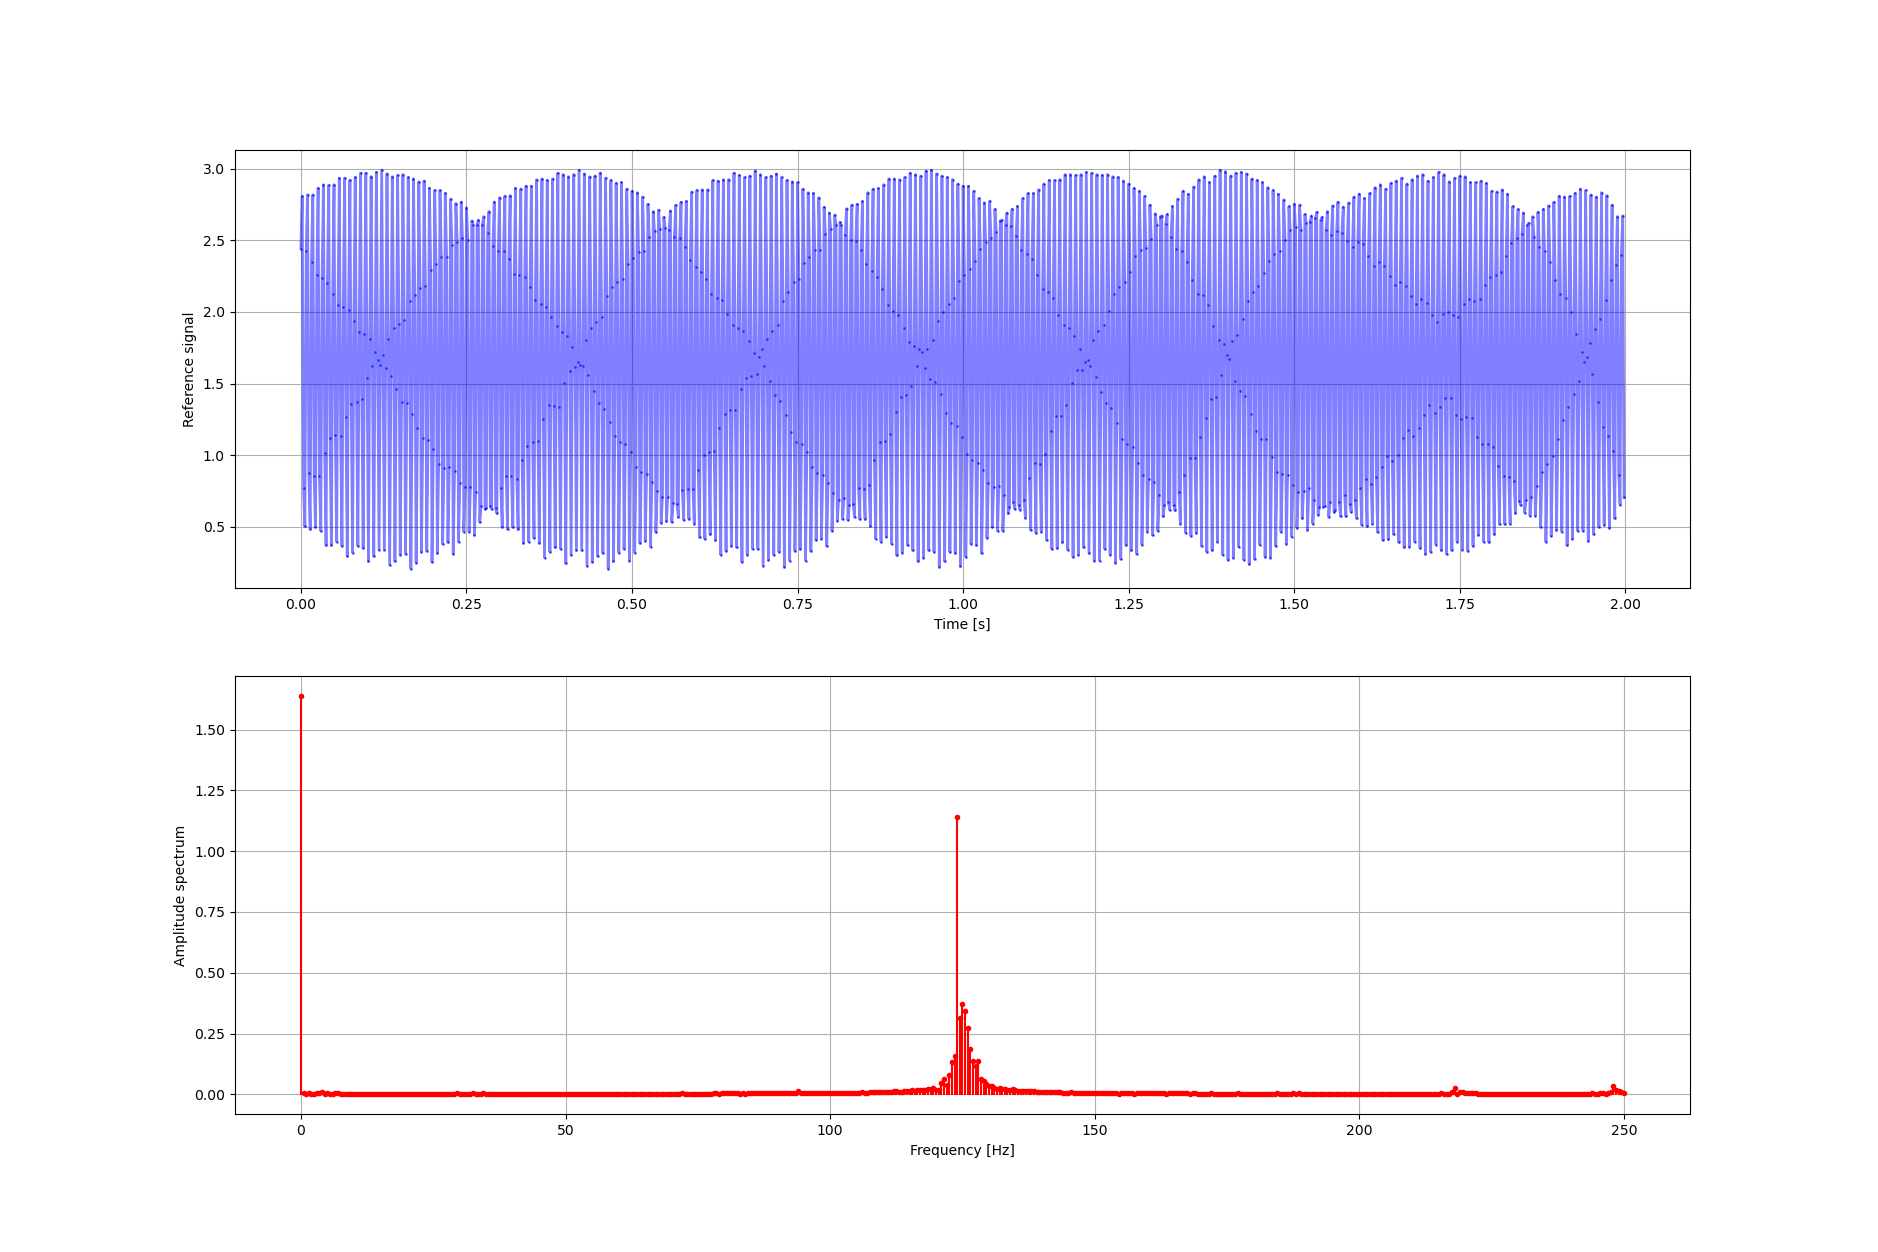 3.0
2.5
2.0
1.5
1.0
0.5
Reference signal
0.00 0.25 0.50 0.75 1.00 1.25 1.50 1.75 2.00
Time [s]
1.50
1.25
1.00
0.75
0.50
0.25
0.00
Amplitude spectrum
0 50 100 150 200 250
Frequency [Hz]